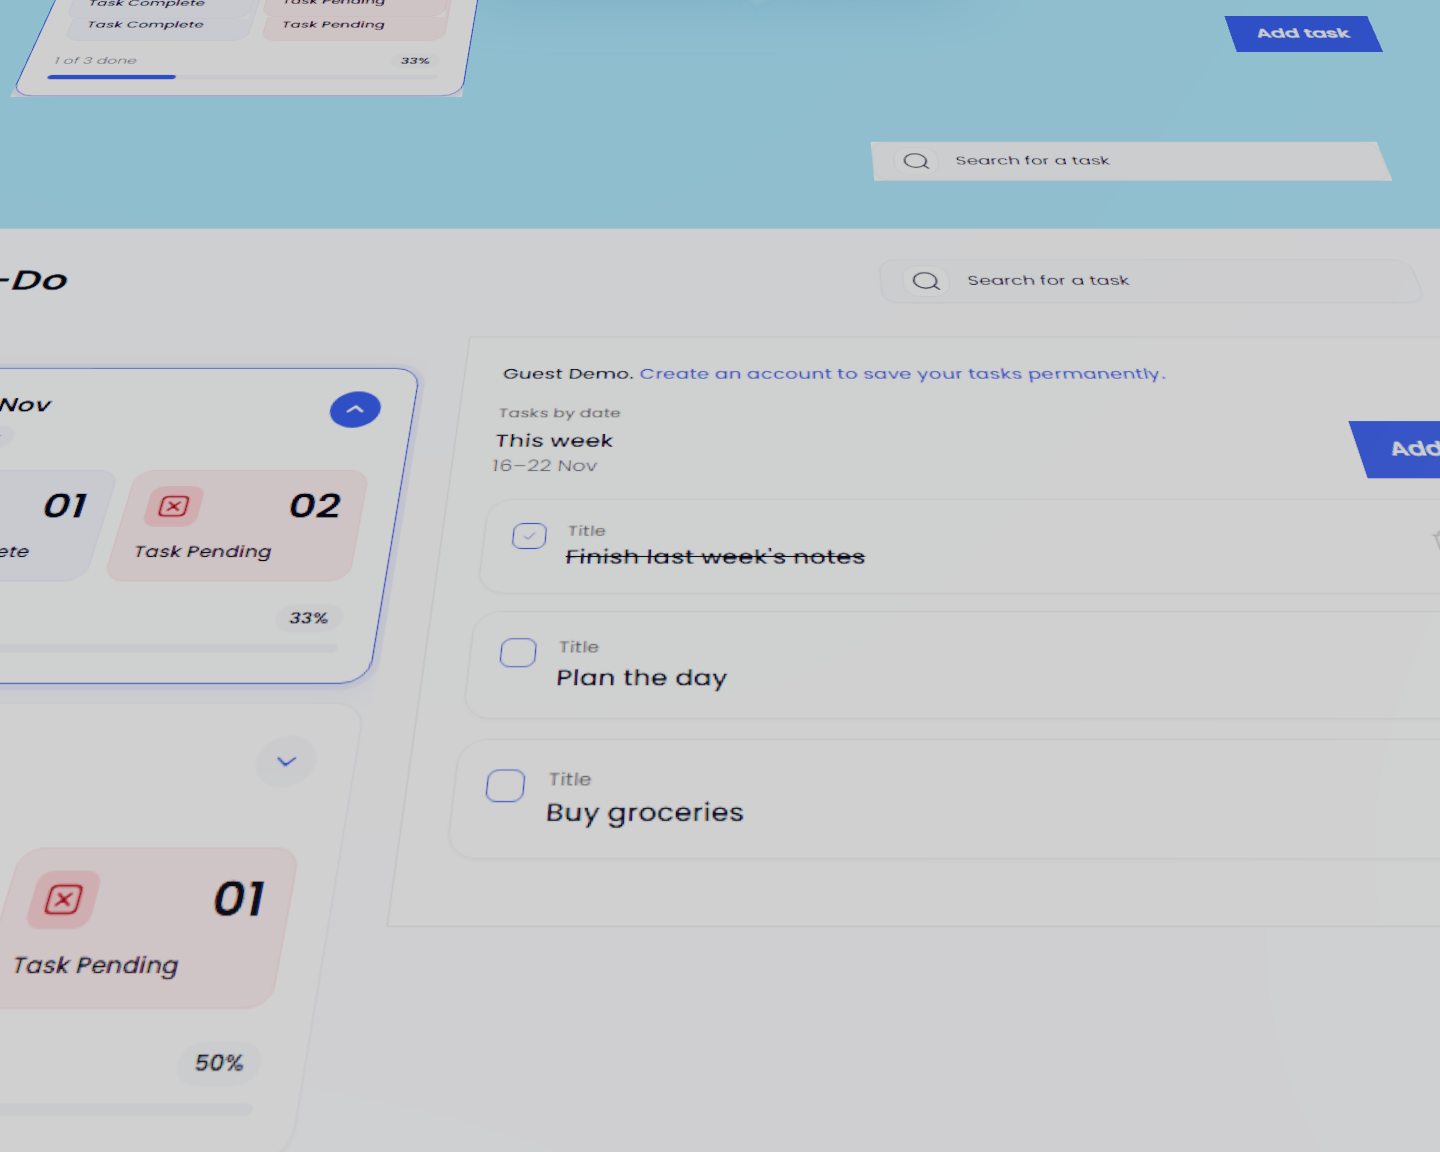 Task Complete
Task Pending
Task Complete
Task Pending
1 of 3 done
33%
Add task
Search for a task
-Do
Search for a task
Nov
01
02
Task Pending
33%
Guest Demo. Create an account to save your tasks permanently.
Tasks by date
This week
16–22 Nov
Add
Title
Finish last week's notes
Title
Plan the day
Title
Buy groceries
01
Task Pending
50%